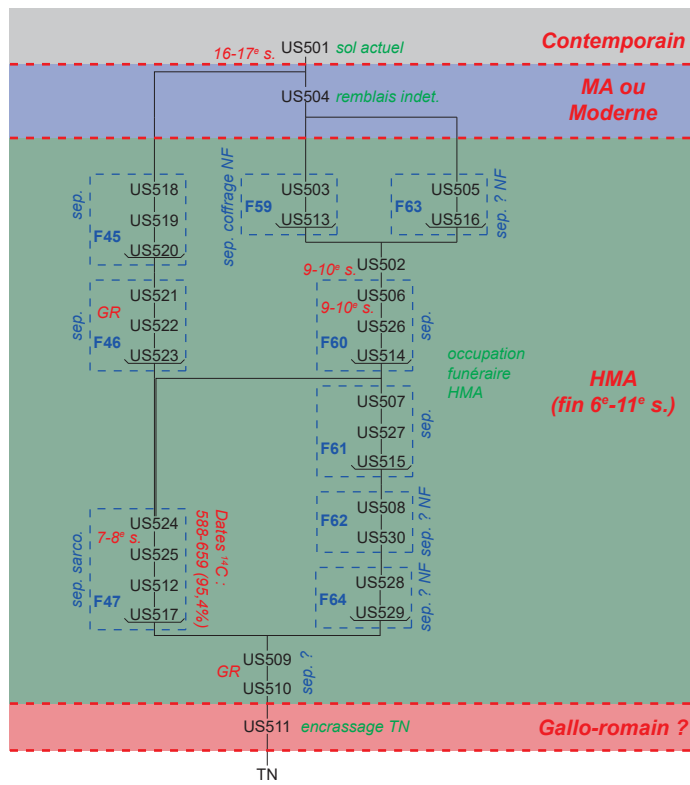 US501 sol actuel
Contemporain
16-17e s.
US504 remblais indet.
MA ou
Moderne
sep.
F45
US518
US519
US520
sep. coffrage NF
F59
US503
US513
F63
US505
US516
sep. ? NF
US502
9-10e s.
sep.
GR
F46
US521
US522
US523
9-10e s.
F60
US506
US526
US514
sep.
occupation
funéraire
HMA
HMA
(fin 6e-11e s.)
F61
US507
US527
US515
sep.
F62
US508
US530
sep. ? NF
sep. sarco.
7-8e s.
F47
US524
US525
US512
US517
Dates 14C :
588-659 (95,4%)
F64
US528
US529
sep. ? NF
GR
US509
US510
sep. ?
US511 encrassage TN
Gallo-romain ?
TN